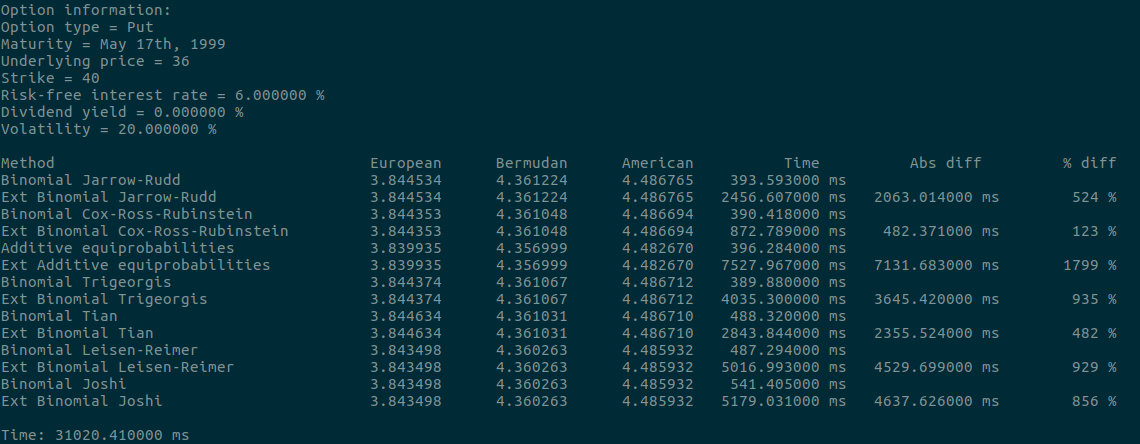 Option information:
Option type = Put
Maturity = May 17th, 1999
Underlying price = 36
Strike = 40
Risk-free interest rate = 6.000000 %
Dividend yield = 0.000000 %
Volatility = 20.000000 %
Method European Bermudan American Time Abs diff % diff
Binomial Jarrow-Rudd 3.844534 4.361224 4.486765 393.593000 ms
Ext Binomial Jarrow-Rudd 3.844534 4.361224 4.486765 2456.607000 ms 2063.014000 ms 524 %
Binomial Cox-Ross-Rubinstein 3.844353 4.361048 4.486694 390.418000 ms
Ext Binomial Cox-Ross-Rubinstein 3.844353 4.361048 4.486694 872.789000 ms 482.371000 ms 123 %
Additive equiprobabilities 3.839935 4.356999 4.482670 396.284000 ms
Ext Additive equiprobabilities 3.839935 4.356999 4.482670 7527.967000 ms 7131.683000 ms 1799 %
Binomial Trigeorgis 3.844374 4.361067 4.486712 389.880000 ms
Ext Binomial Trigeorgis 3.844374 4.361067 4.486712 4035.300000 ms 3645.420000 ms 935 %
Binomial Tian 3.844634 4.361031 4.486710 488.320000 ms
Ext Binomial Tian 3.844634 4.361031 4.486710 2843.844000 ms 2355.524000 ms 482 %
Binomial Leisen-Reimer 3.843498 4.360263 4.485932 487.294000 ms
Ext Binomial Leisen-Reimer 3.843498 4.360263 4.485932 5016.993000 ms 4529.699000 ms 929 %
Binomial Joshi 3.843498 4.360263 4.485932 541.405000 ms
Ext Binomial Joshi 3.843498 4.360263 4.485932 5179.031000 ms 4637.626000 ms 856 %
Time: 31020.410000 ms